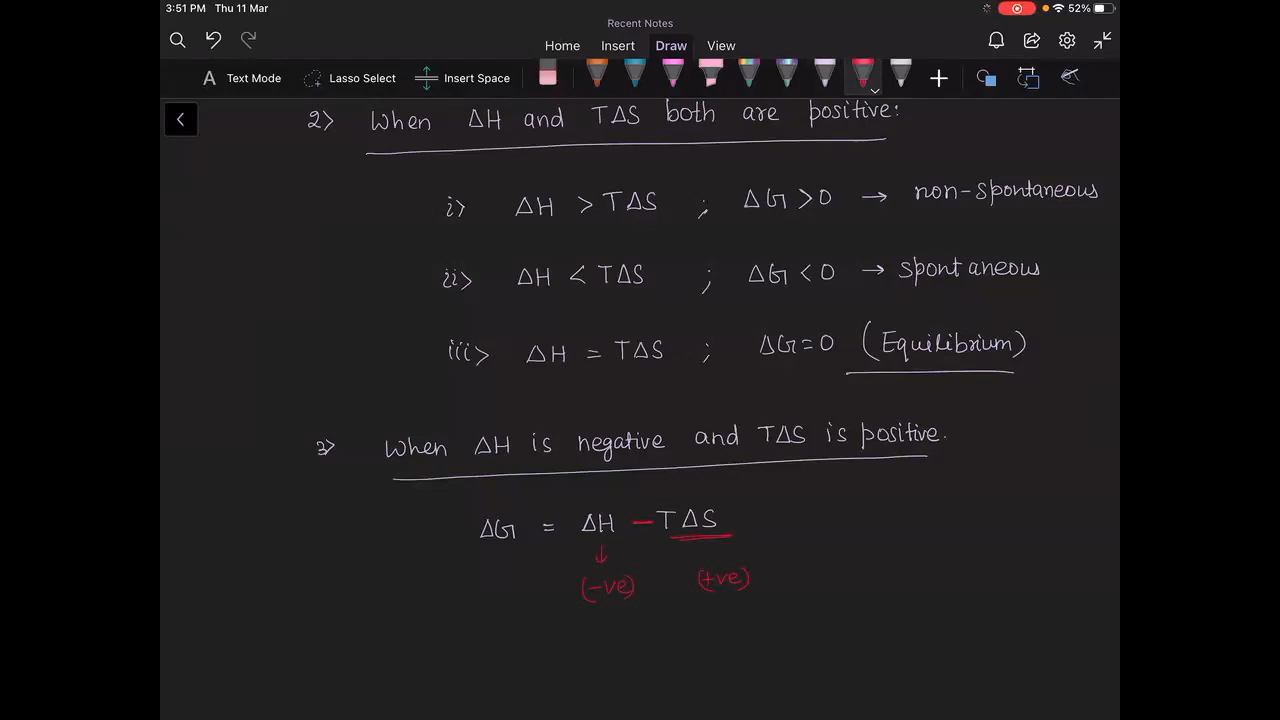 3:51 PM Thu 11 Mar
52%
Recent Notes
Home Insert Draw View
A Text Mode Lasso Select Insert Space
2> When ΔH and TΔS both are positive:
i> ΔH > TΔS ; ΔG > 0 → non-spontaneous
ii> ΔH < TΔS ; ΔG < 0 → spontaneous
iii> ΔH = TΔS ; ΔG = 0 (Equilibrium)
3> When ΔH is negative and TΔS is positive.
ΔG = ΔH - TΔS
↓
(-ve) (+ve)